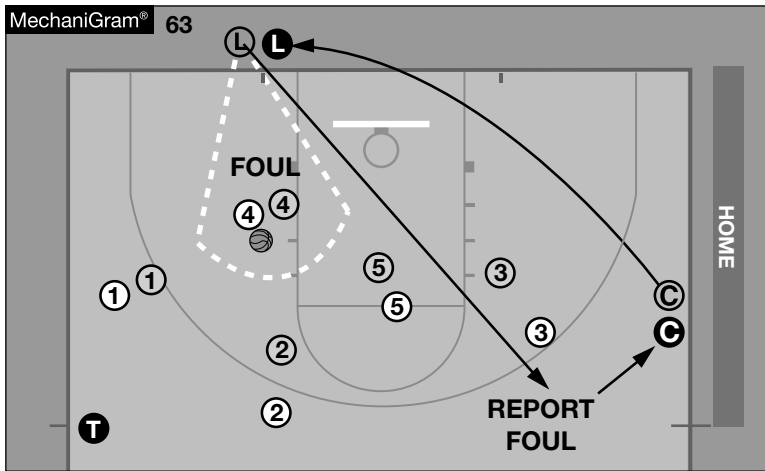 MechaniGram® 63
L L
FOUL
4 4
HOME
5 3
1 1
C
5
3 C
2
REPORT
2
FOUL
T